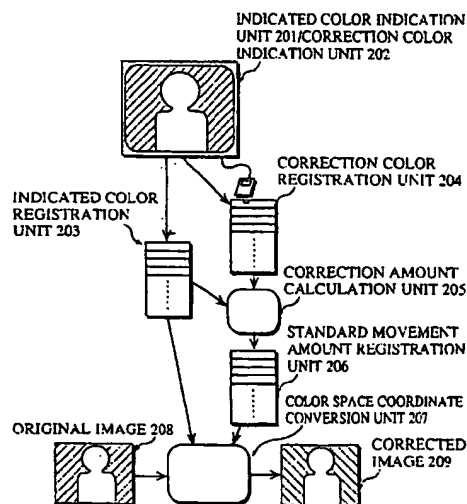 INDICATED COLOR INDICATION
UNIT 201/CORRECTION COLOR
INDICATION UNIT 202
CORRECTION COLOR
REGISTRATION UNIT 204
INDICATED COLOR
REGISTRATION
UNIT 203
CORRECTION AMOUNT
CALCULATION UNIT 205
STANDARD MOVEMENT
AMOUNT REGISTRATION
UNIT 206
COLOR SPACE COORDINATE
CONVERSION UNIT 207
ORIGINAL IMAGE 208
CORRECTED
IMAGE 209